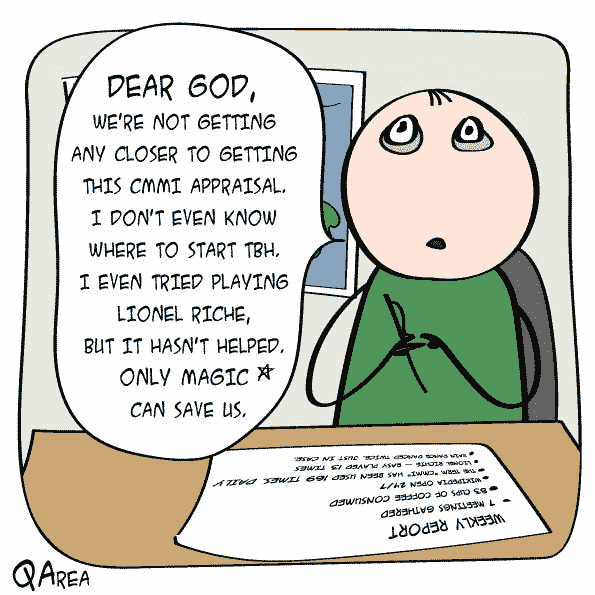 DEAR GOD,
WE'RE NOT GETTING
ANY CLOSER TO GETTING
THIS CMMI APPRAISAL.
I DON'T EVEN KNOW
WHERE TO START TBH.
I EVEN TRIED PLAYING
LIONEL RICHE,
BUT IT HASN'T HELPED.
ONLY MAGIC
CAN SAVE US.
WEEKLY REPORT
• 7 MEETINGS GATHERED
• 83 CUPS OF COFFEE CONSUMED
• WIKIPEDIA OPEN 24/7
• THE TERM "CMMI" HAS BEEN USED 169 TIMES. DAILY
• LIONEL RICHIE — EASY PLAYED 13 TIMES
• RAIN DANCE DANCED TWICE. JUST IN CASE.
QAREA